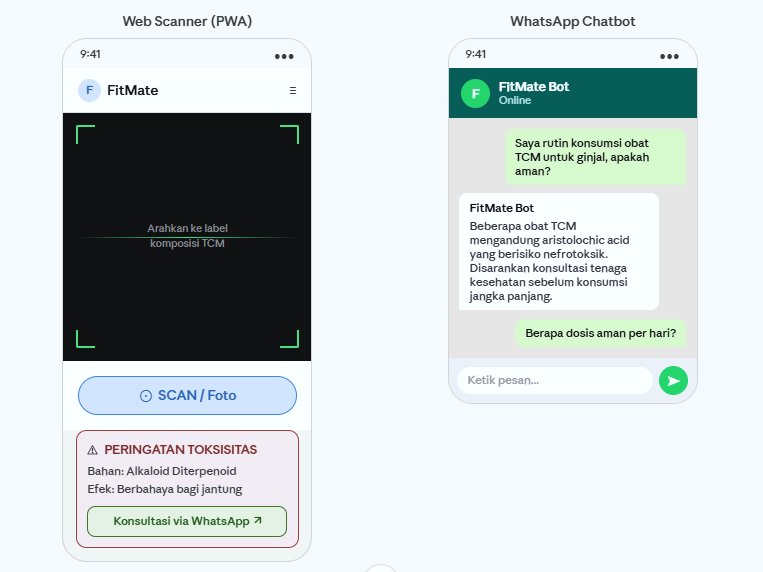 Web Scanner (PWA)
9:41
F FitMate
Arahkan ke label
komposisi TCM
SCAN / Foto
PERINGATAN TOKSISITAS
Bahan: Alkaloid Diterpenoid
Efek: Berbahaya bagi jantung
Konsultasi via WhatsApp ↗
WhatsApp Chatbot
9:41
F FitMate Bot
Online
Saya rutin konsumsi obat
TCM untuk ginjal, apakah
aman?
FitMate Bot
Beberapa obat TCM
mengandung aristolochic acid
yang berisiko nefrotoksik.
Disarankan konsultasi tenaga
kesehatan sebelum konsumsi
jangka panjang.
Berapa dosis aman per hari?
Ketik pesan...